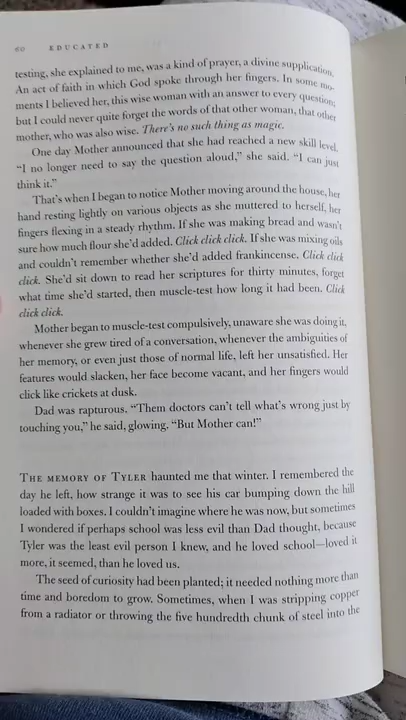 60 EDUCATED
testing, she explained to me, was a kind of prayer, a divine supplication.
An act of faith in which God spoke through her fingers. In some mo-
ments I believed her, this wise woman with an answer to every question;
but I could never quite forget the words of that other woman, that other
mother, who was also wise. There's no such thing as magic.
One day Mother announced that she had reached a new skill level.
“I no longer need to say the question aloud,” she said. “I can just
think it.”
That's when I began to notice Mother moving around the house, her
hand resting lightly on various objects as she muttered to herself, her
fingers flexing in a steady rhythm. If she was making bread and wasn't
sure how much flour she'd added. Click click click. If she was mixing oils
and couldn't remember whether she'd added frankincense. Click click
click. She'd sit down to read her scriptures for thirty minutes, forget
what time she'd started, then muscle-test how long it had been. Click
click click.
Mother began to muscle-test compulsively, unaware she was doing it,
whenever she grew tired of a conversation, whenever the ambiguities of
her memory, or even just those of normal life, left her unsatisfied. Her
features would slacken, her face become vacant, and her fingers would
click like crickets at dusk.
Dad was rapturous. “Them doctors can't tell what's wrong just by
touching you,” he said, glowing. “But Mother can!”
THE MEMORY OF TYLER haunted me that winter. I remembered the
day he left, how strange it was to see his car bumping down the hill
loaded with boxes. I couldn't imagine where he was now, but sometimes
I wondered if perhaps school was less evil than Dad thought, because
Tyler was the least evil person I knew, and he loved school—loved it
more, it seemed, than he loved us.
The seed of curiosity had been planted; it needed nothing more than
time and boredom to grow. Sometimes, when I was stripping copper
from a radiator or throwing the five hundredth chunk of steel into the